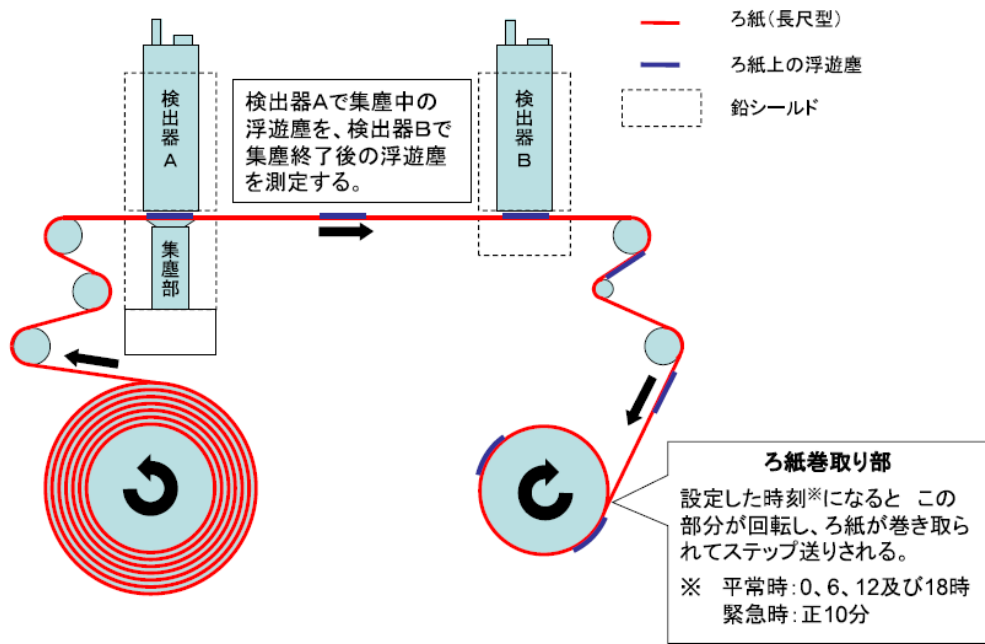 ろ紙(長尺型)
ろ紙上の浮遊塵
鉛シールド
検出器A
検出器Aで集塵中の
浮遊塵を、検出器Bで
集塵終了後の浮遊塵
を測定する。
検出器B
集塵部
ろ紙巻取り部
設定した時刻※になると この
部分が回転し、ろ紙が巻き取ら
れてステップ送りされる。
※ 平常時:0、6、12及び18時
緊急時:正10分